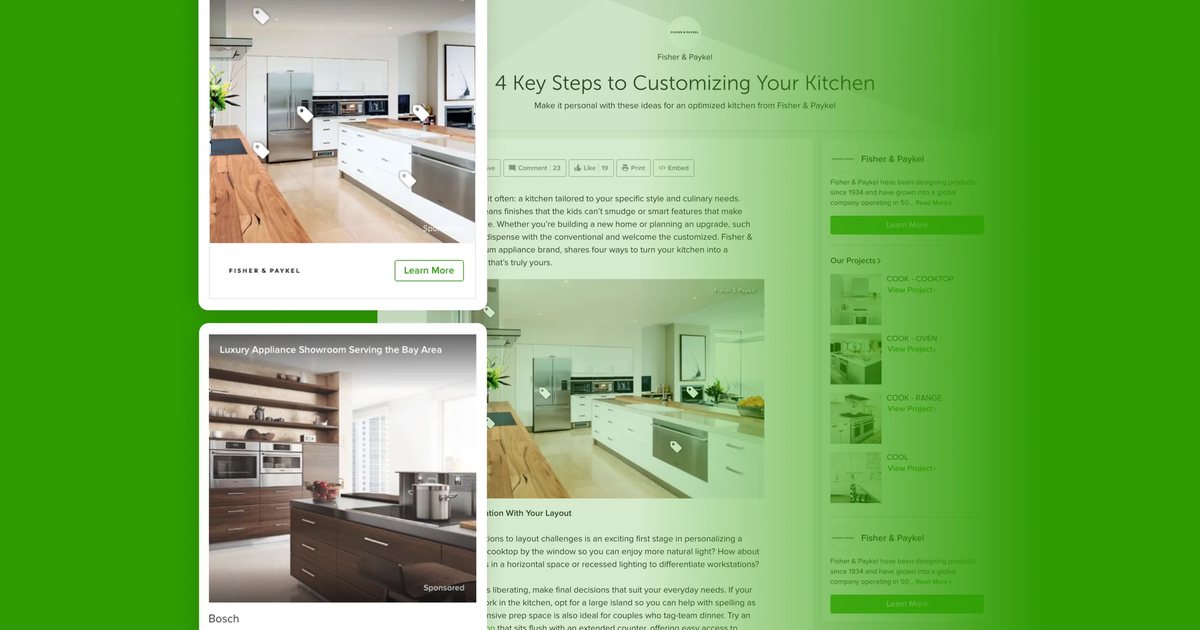 Sponsored
FISHER & PAYKEL
Learn More
Luxury Appliance Showroom Serving the Bay Area
Sponsored
Bosch
FISHER & PAYKEL
Fisher & Paykel
4 Key Steps to Customizing Your Kitchen
Make it personal with these ideas for an optimized kitchen from Fisher & Paykel
Comment 23
Like 19
Print
Embed
it often: a kitchen tailored to your specific style and culinary needs.
finishes that the kids can't smudge or smart features that make
Whether you're building a new home or planning an upgrade, such
dispense with the conventional and welcome the customized. Fisher &
appliance brand, shares four ways to turn your kitchen into a
that's truly yours.
Fisher & Paykel
With Your Layout
to layout challenges is an exciting first stage in personalizing a
cooktop by the window so you can enjoy more natural light? How about
in a horizontal space or recessed lighting to differentiate workstations?
liberating, make final decisions that suit your everyday needs. If your
in the kitchen, opt for a large island so you can help with spelling as
prep space is also ideal for couples who tag-team dinner. Try an
that sits flush with an extended counter, offering easy access to
Fisher & Paykel
Fisher & Paykel have been designing products
since 1934 and have grown into a global
company operating in 50... Read More ›
Learn More
Our Projects ›
COOK - COOKTOP
View Project ›
COOK - OVEN
View Project ›
COOK - RANGE
View Project ›
COOL
View Project ›
Fisher & Paykel
Fisher & Paykel have been designing products
since 1934 and have grown into a global
company operating in 50... Read More ›
Learn More